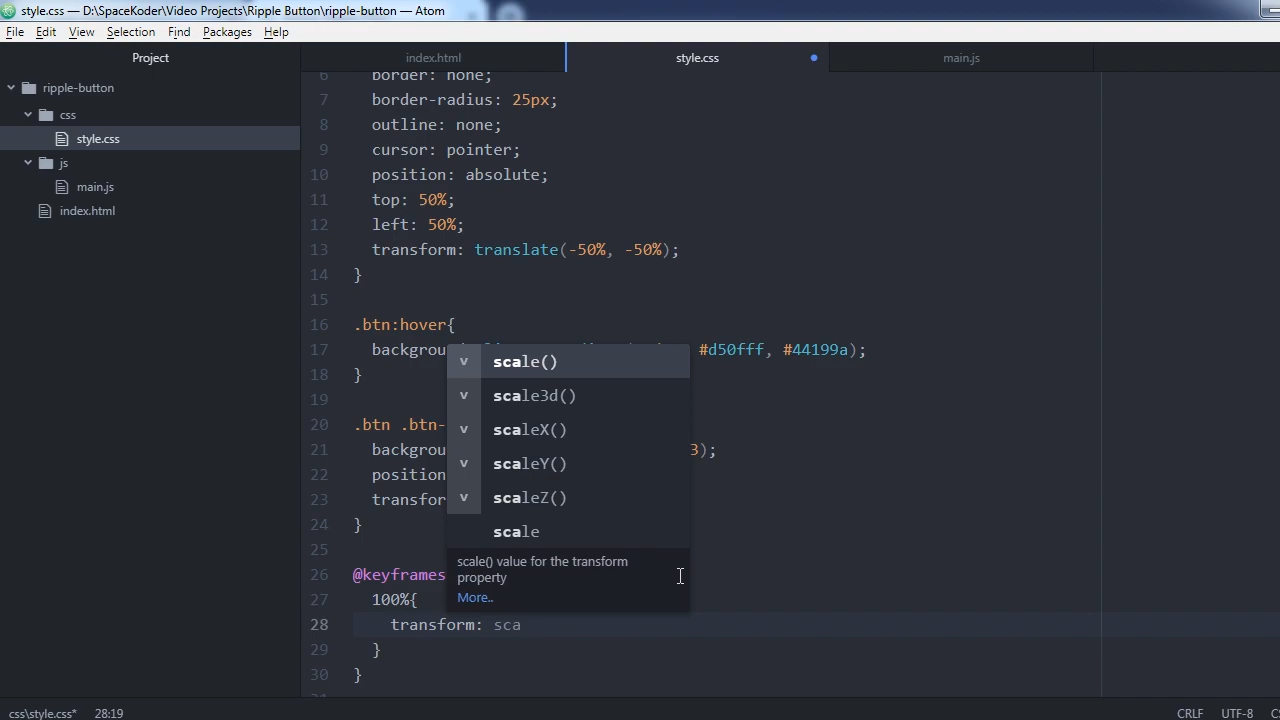 style.css — D:\SpaceKoder\Video Projects\Ripple Button\ripple-button — Atom
File Edit View Selection Find Packages Help
Project
index.html
style.css
main.js
ripple-button
css
style.css
js
main.js
index.html
6 border: none;
7 border-radius: 25px;
8 outline: none;
9 cursor: pointer;
10 position: absolute;
11 top: 50%;
12 left: 50%;
13 transform: translate(-50%, -50%);
14 }
15
16 .btn:hover{
17 backgrou #d50fff, #44199a);
18 }
19
20 .btn .btn-
21 backgrou 3);
22 position
23 transfor
24 }
25
26 @keyframes
27 100%{
28 transform: sca
29 }
30 }
v scale()
v scale3d()
v scaleX()
v scaleY()
v scaleZ()
scale
scale() value for the transform
property
More..
css\style.css* 28:19
CRLF UTF-8